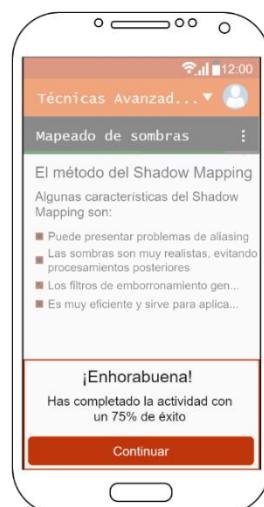 12:00
Técnicas Avanzad...
Mapeado de sombras
El método del Shadow Mapping
Algunas características del Shadow
Mapping son:
Puede presentar problemas de aliasing
Las sombras son muy realistas, evitando
procesamientos posteriores
Los filtros de emborronamiento gen...
Es muy eficiente y sirve para aplica...
¡Enhorabuena!
Has completado la actividad con
un 75% de éxito
Continuar